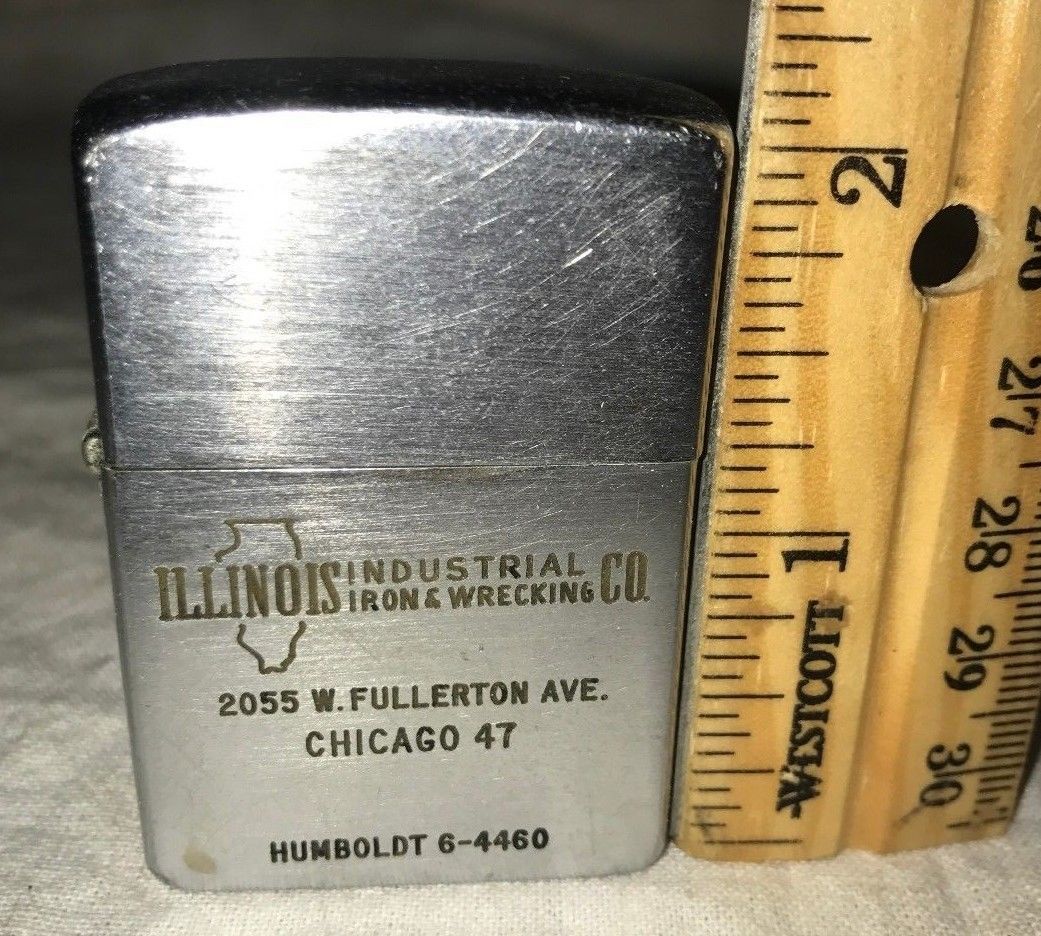 ILLINOIS INDUSTRIAL IRON & WRECKING CO.
2055 W. FULLERTON AVE.
CHICAGO 47
HUMBOLDT 6-4460
2
1
WESTCOTT
26
27
28
29
30